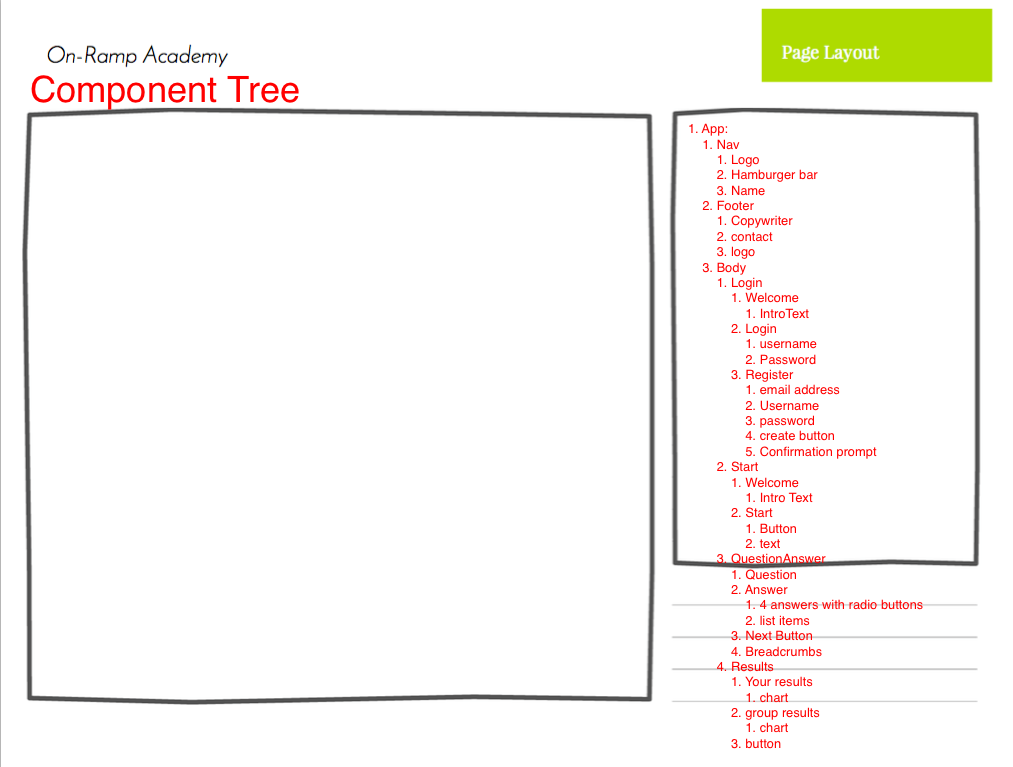 On-Ramp Academy
Page Layout
Component Tree
1. App:
1. Nav
1. Logo
2. Hamburger bar
3. Name
2. Footer
1. Copywriter
2. contact
3. logo
3. Body
1. Login
1. Welcome
1. IntroText
2. Login
1. username
2. Password
3. Register
1. email address
2. Username
3. password
4. create button
5. Confirmation prompt
2. Start
1. Welcome
1. Intro Text
2. Start
1. Button
2. text
3. QuestionAnswer
1. Question
2. Answer
1. 4 answers with radio buttons
2. list items
3. Next Button
4. Breadcrumbs
4. Results
1. Your results
1. chart
2. group results
1. chart
3. button